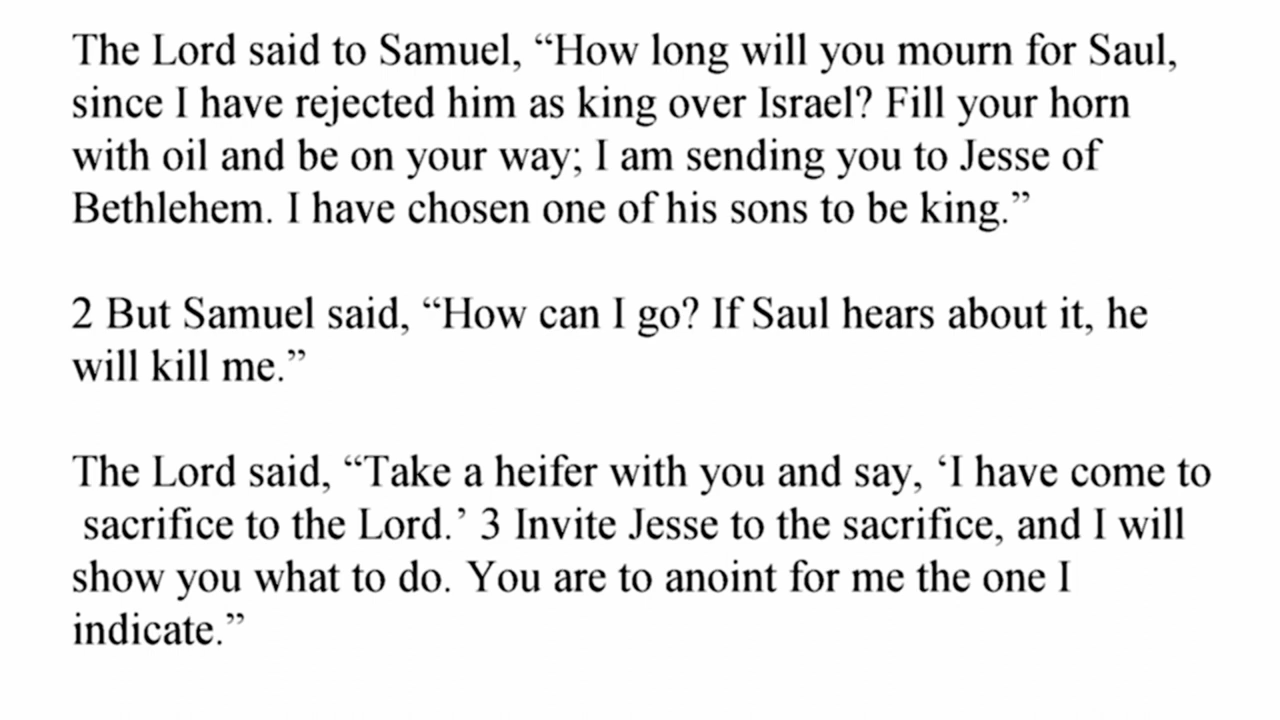 The Lord said to Samuel, “How long will you mourn for Saul,
since I have rejected him as king over Israel? Fill your horn
with oil and be on your way; I am sending you to Jesse of
Bethlehem. I have chosen one of his sons to be king.”
2 But Samuel said, “How can I go? If Saul hears about it, he
will kill me.”
The Lord said, “Take a heifer with you and say, ‘I have come to
sacrifice to the Lord.’ 3 Invite Jesse to the sacrifice, and I will
show you what to do. You are to anoint for me the one I
indicate.”